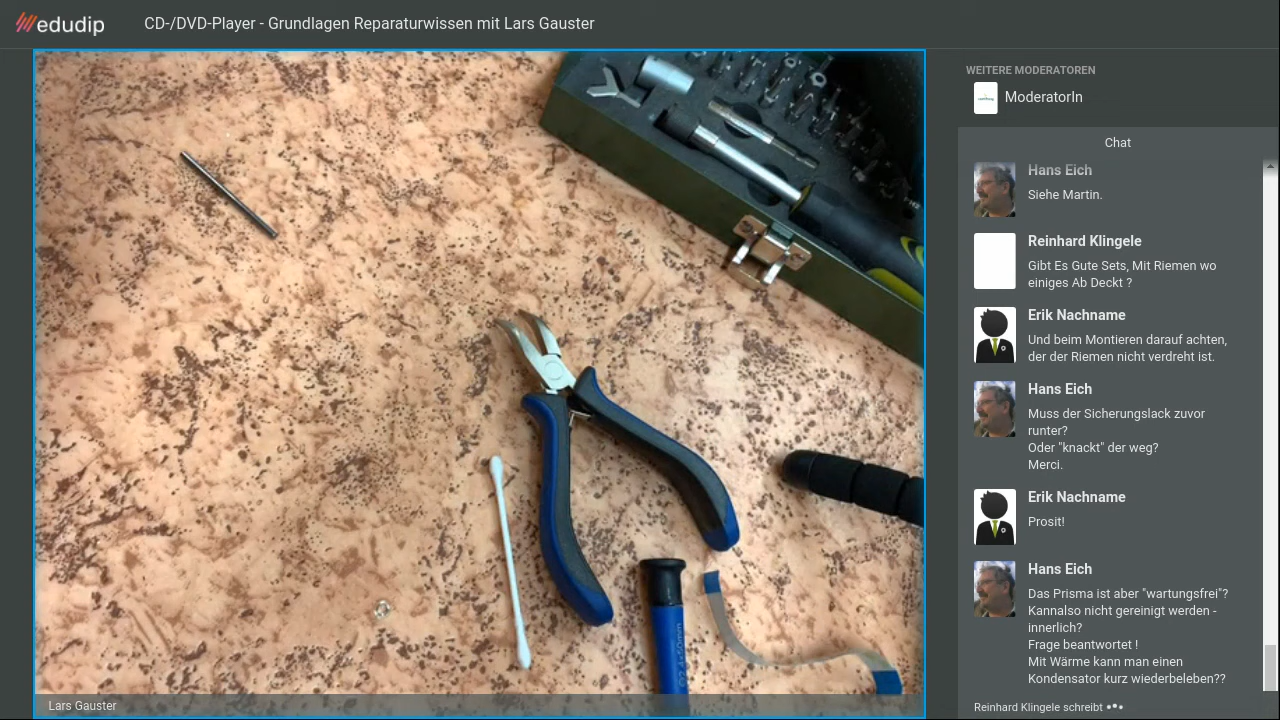 edudip
CD-/DVD-Player - Grundlagen Reparaturwissen mit Lars Gauster
WEITERE MODERATOREN
ModeratorIn
Chat
Hans Eich
Siehe Martin.
Reinhard Klingele
Gibt Es Gute Sets, Mit Riemen wo
einiges Ab Deckt ?
Erik Nachname
Und beim Montieren darauf achten,
der der Riemen nicht verdreht ist.
Hans Eich
Muss der Sicherungslack zuvor
runter?
Oder "knackt" der weg?
Merci.
Erik Nachname
Prosit!
Hans Eich
Das Prisma ist aber "wartungsfrei"?
Kannalso nicht gereinigt werden -
innerlich?
Frage beantwortet !
Mit Wärme kann man einen
Kondensator kurz wiederbeleben??
Reinhard Klingele schreibt
Lars Gauster